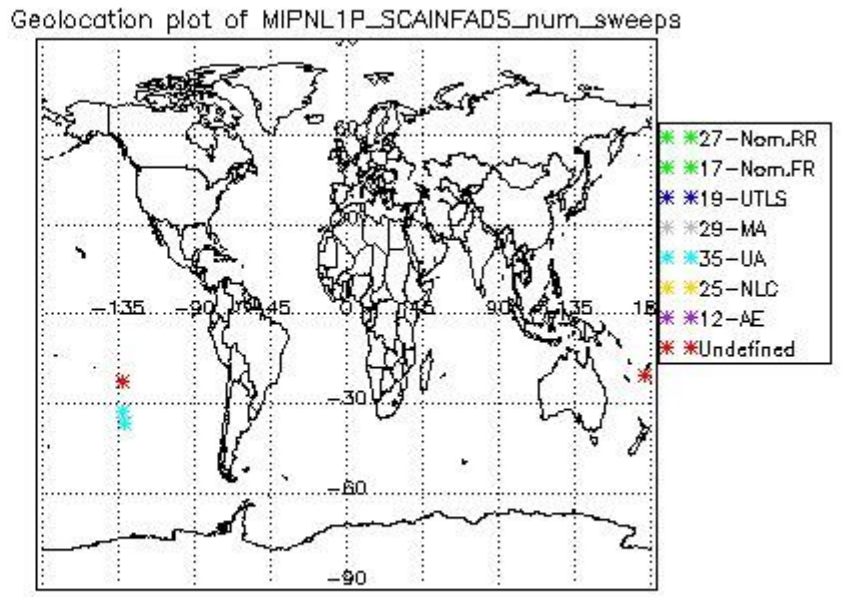 Geolocation plot of MIPNL1P_SCAINFADS_num_sweeps
60
27-Nom.RR
17-Nom.FR
19-UTLS
29-MA
35-UA
25-NLC
12-AE
Undefined
-135
-90
45
0
45
90
135
-30
-60
-90